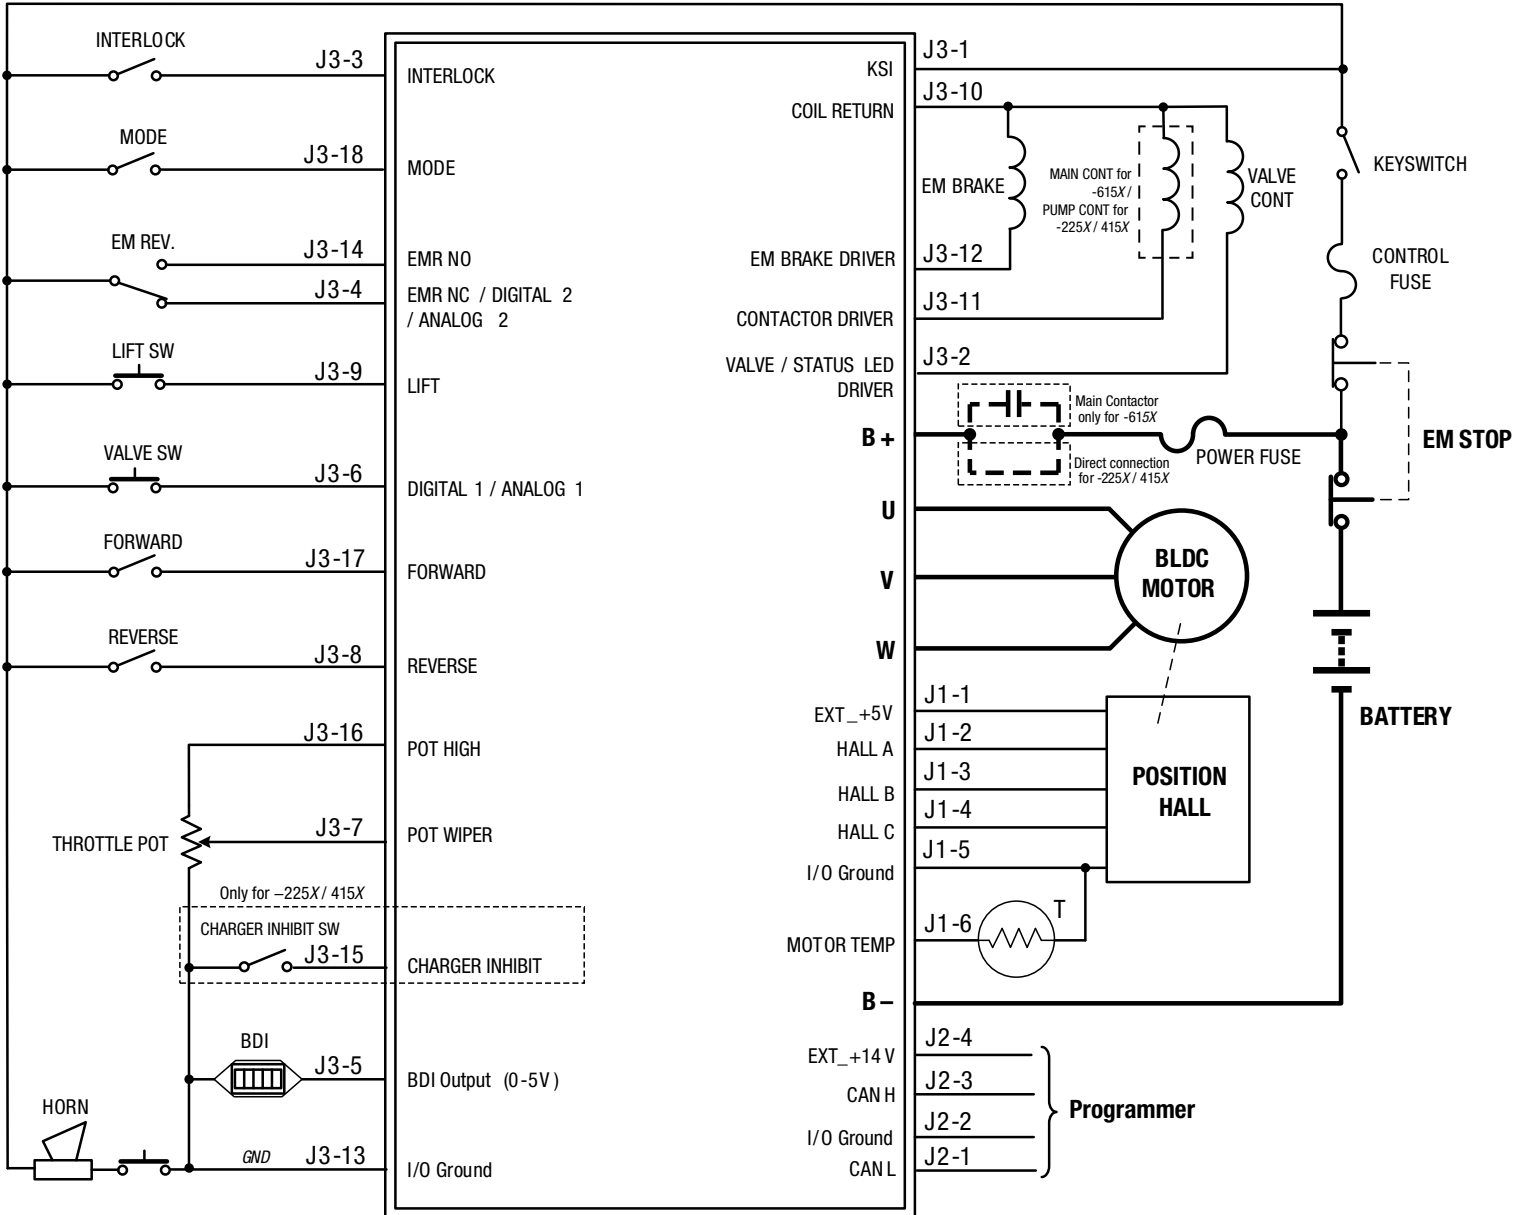 INTERLOCK
J3-3
INTERLOCK
MODE
J3-18
MODE
EM REV.
J3-14
EMR NO
J3-4
EMR NC / DIGITAL 2
/ ANALOG 2
LIFT SW
J3-9
LIFT
VALVE SW
J3-6
DIGITAL 1 / ANALOG 1
FORWARD
J3-17
FORWARD
REVERSE
J3-8
REVERSE
J3-16
POT HIGH
THROTTLE POT
J3-7
POT WIPER
Only for –225X / 415X
CHARGER INHIBIT SW
J3-15
CHARGER INHIBIT
BDI
J3-5
BDI Output (0-5V)
HORN
GND
J3-13
I/O Ground
KSI
J3-1
COIL RETURN
J3-10
EM BRAKE
MAIN CONT for
-615X /
PUMP CONT for
-225X / 415X
VALVE
CONT
KEYSWITCH
CONTROL
FUSE
EM BRAKE DRIVER
J3-12
CONTACTOR DRIVER
J3-11
VALVE / STATUS LED
DRIVER
J3-2
Main Contactor
only for -615X
B+
Direct connection
for -225X / 415X
POWER FUSE
EM STOP
U
V
W
BLDC
MOTOR
BATTERY
EXT_+5V
J1-1
HALL A
J1-2
HALL B
J1-3
HALL C
J1-4
I/O Ground
J1-5
POSITION
HALL
MOTOR TEMP
J1-6
T
B–
EXT_+14V
J2-4
CAN H
J2-3
I/O Ground
J2-2
CAN L
J2-1
Programmer